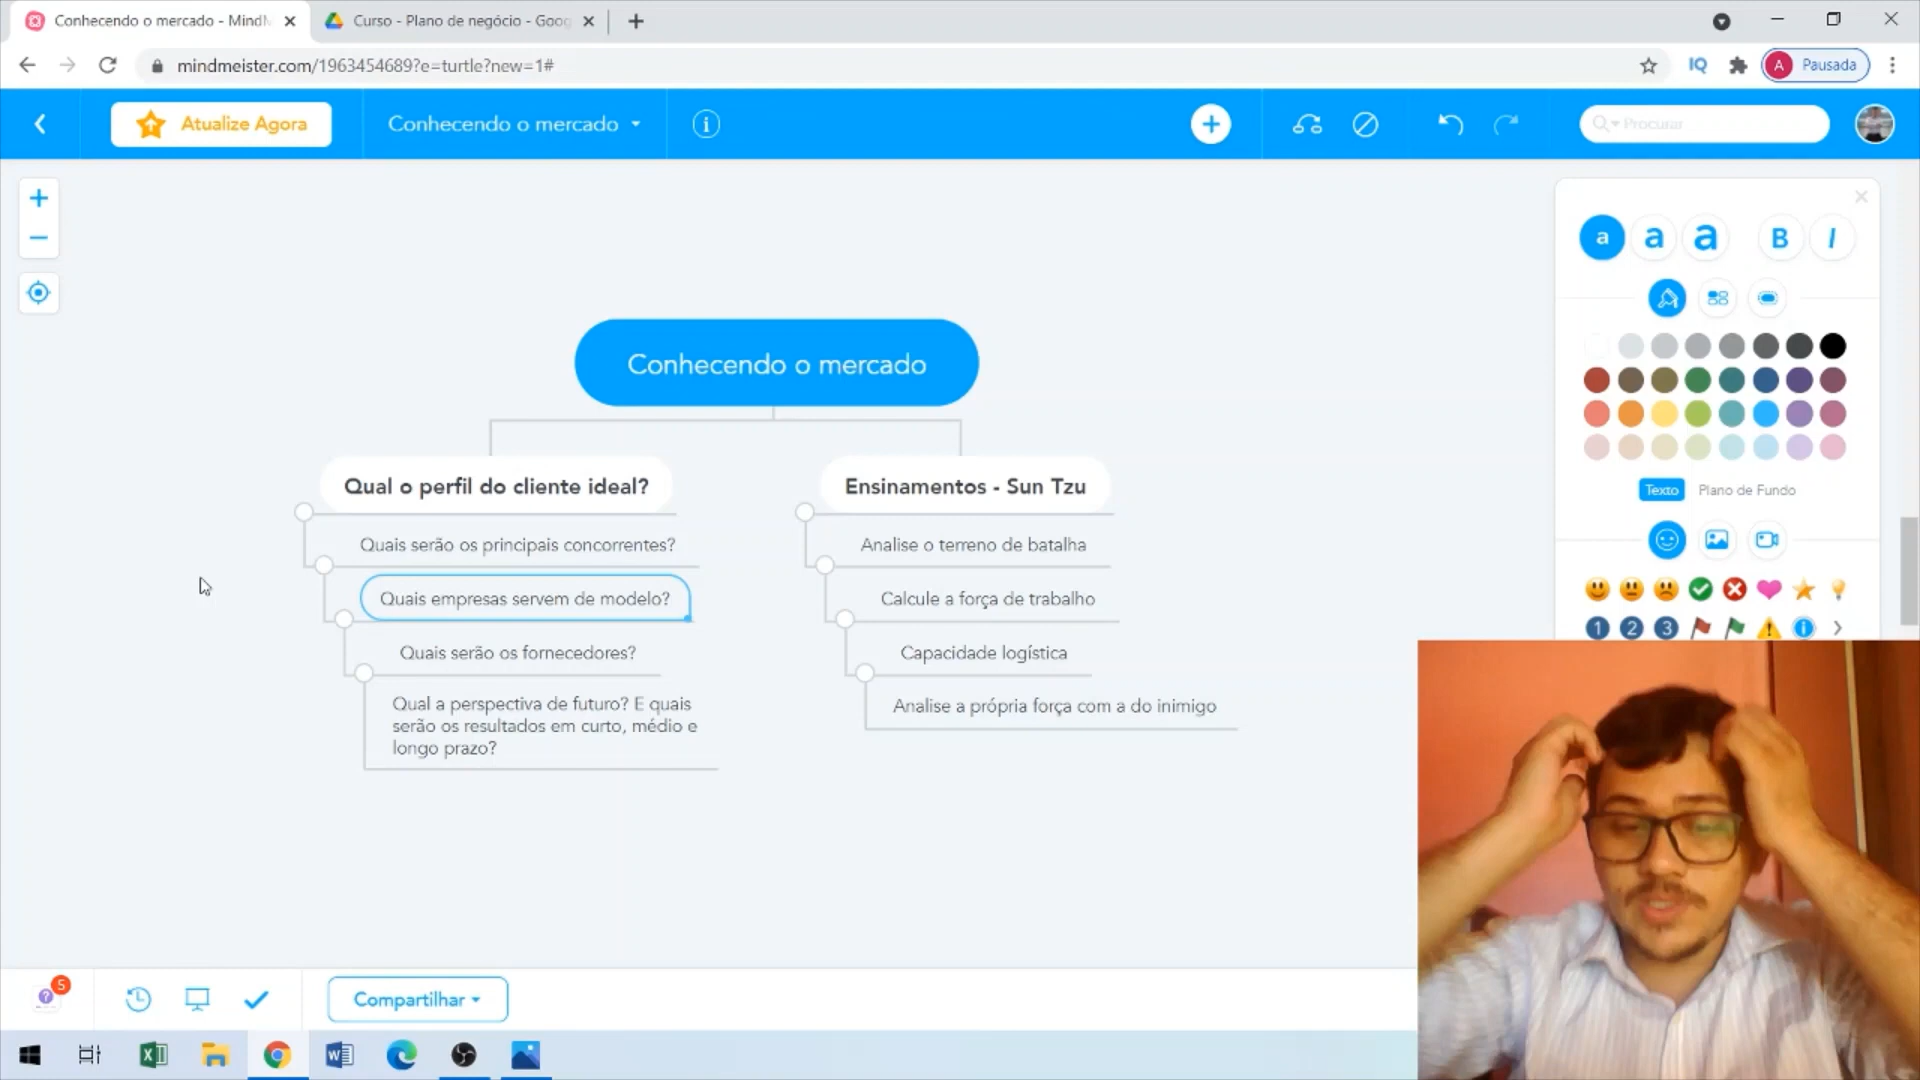 Conhecendo o mercado - MindM
Curso - Plano de negócio - Goog
mindmeister.com/1963454689?e=turtle?new=1#
IQ
A
Pausada
Atualize Agora
Conhecendo o mercado
Procurar
a a a B I
Conhecendo o mercado
Qual o perfil do cliente ideal?
Quais serão os principais concorrentes?
Quais empresas servem de modelo?
Quais serão os fornecedores?
Qual a perspectiva de futuro? E quais
serão os resultados em curto, médio e
longo prazo?
Ensinamentos - Sun Tzu
Analise o terreno de batalha
Calcule a força de trabalho
Capacidade logística
Analise a própria força com a do inimigo
Texto
Plano de Fundo
1 2 3
5
Compartilhar